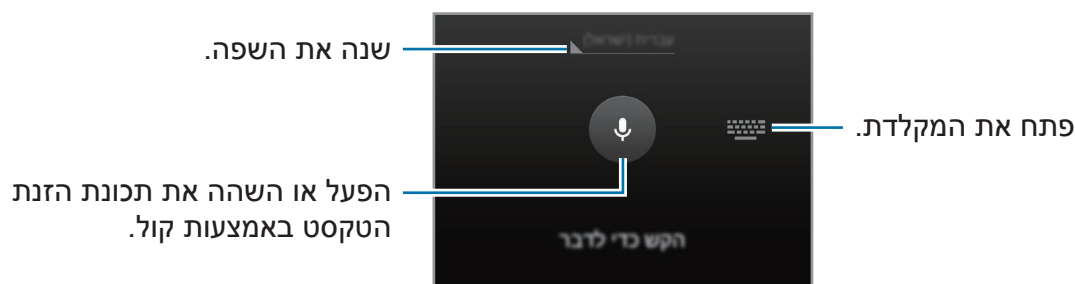 עברית (ישראל)
שנה את השפה.
פתח את המקלדת.
הפעל או השהה את תכונת הזנת
הטקסט באמצעות קול.
הקש כדי לדבר